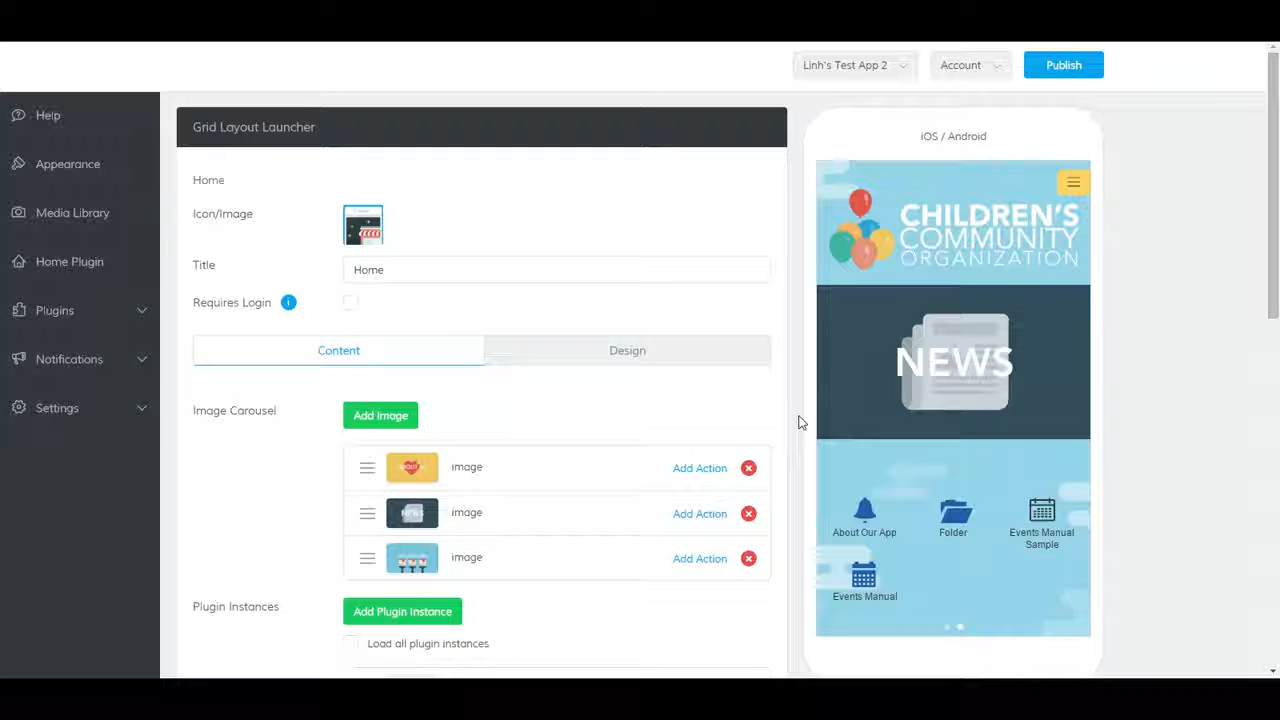 Linh's Test App 2
Account
Publish
Help
Appearance
Media Library
Home Plugin
Plugins
Notifications
Settings
Grid Layout Launcher
Home
Icon/Image
Title
Home
Requires Login
i
Content
Design
Image Carousel
Add Image
image
Add Action
NEWS
image
Add Action
image
Add Action
Plugin Instances
Add Plugin Instance
Load all plugin instances
iOS / Android
CHILDREN'S
COMMUNITY
ORGANIZATION
NEWS
About Our App
Folder
Events Manual
Sample
Events Manual